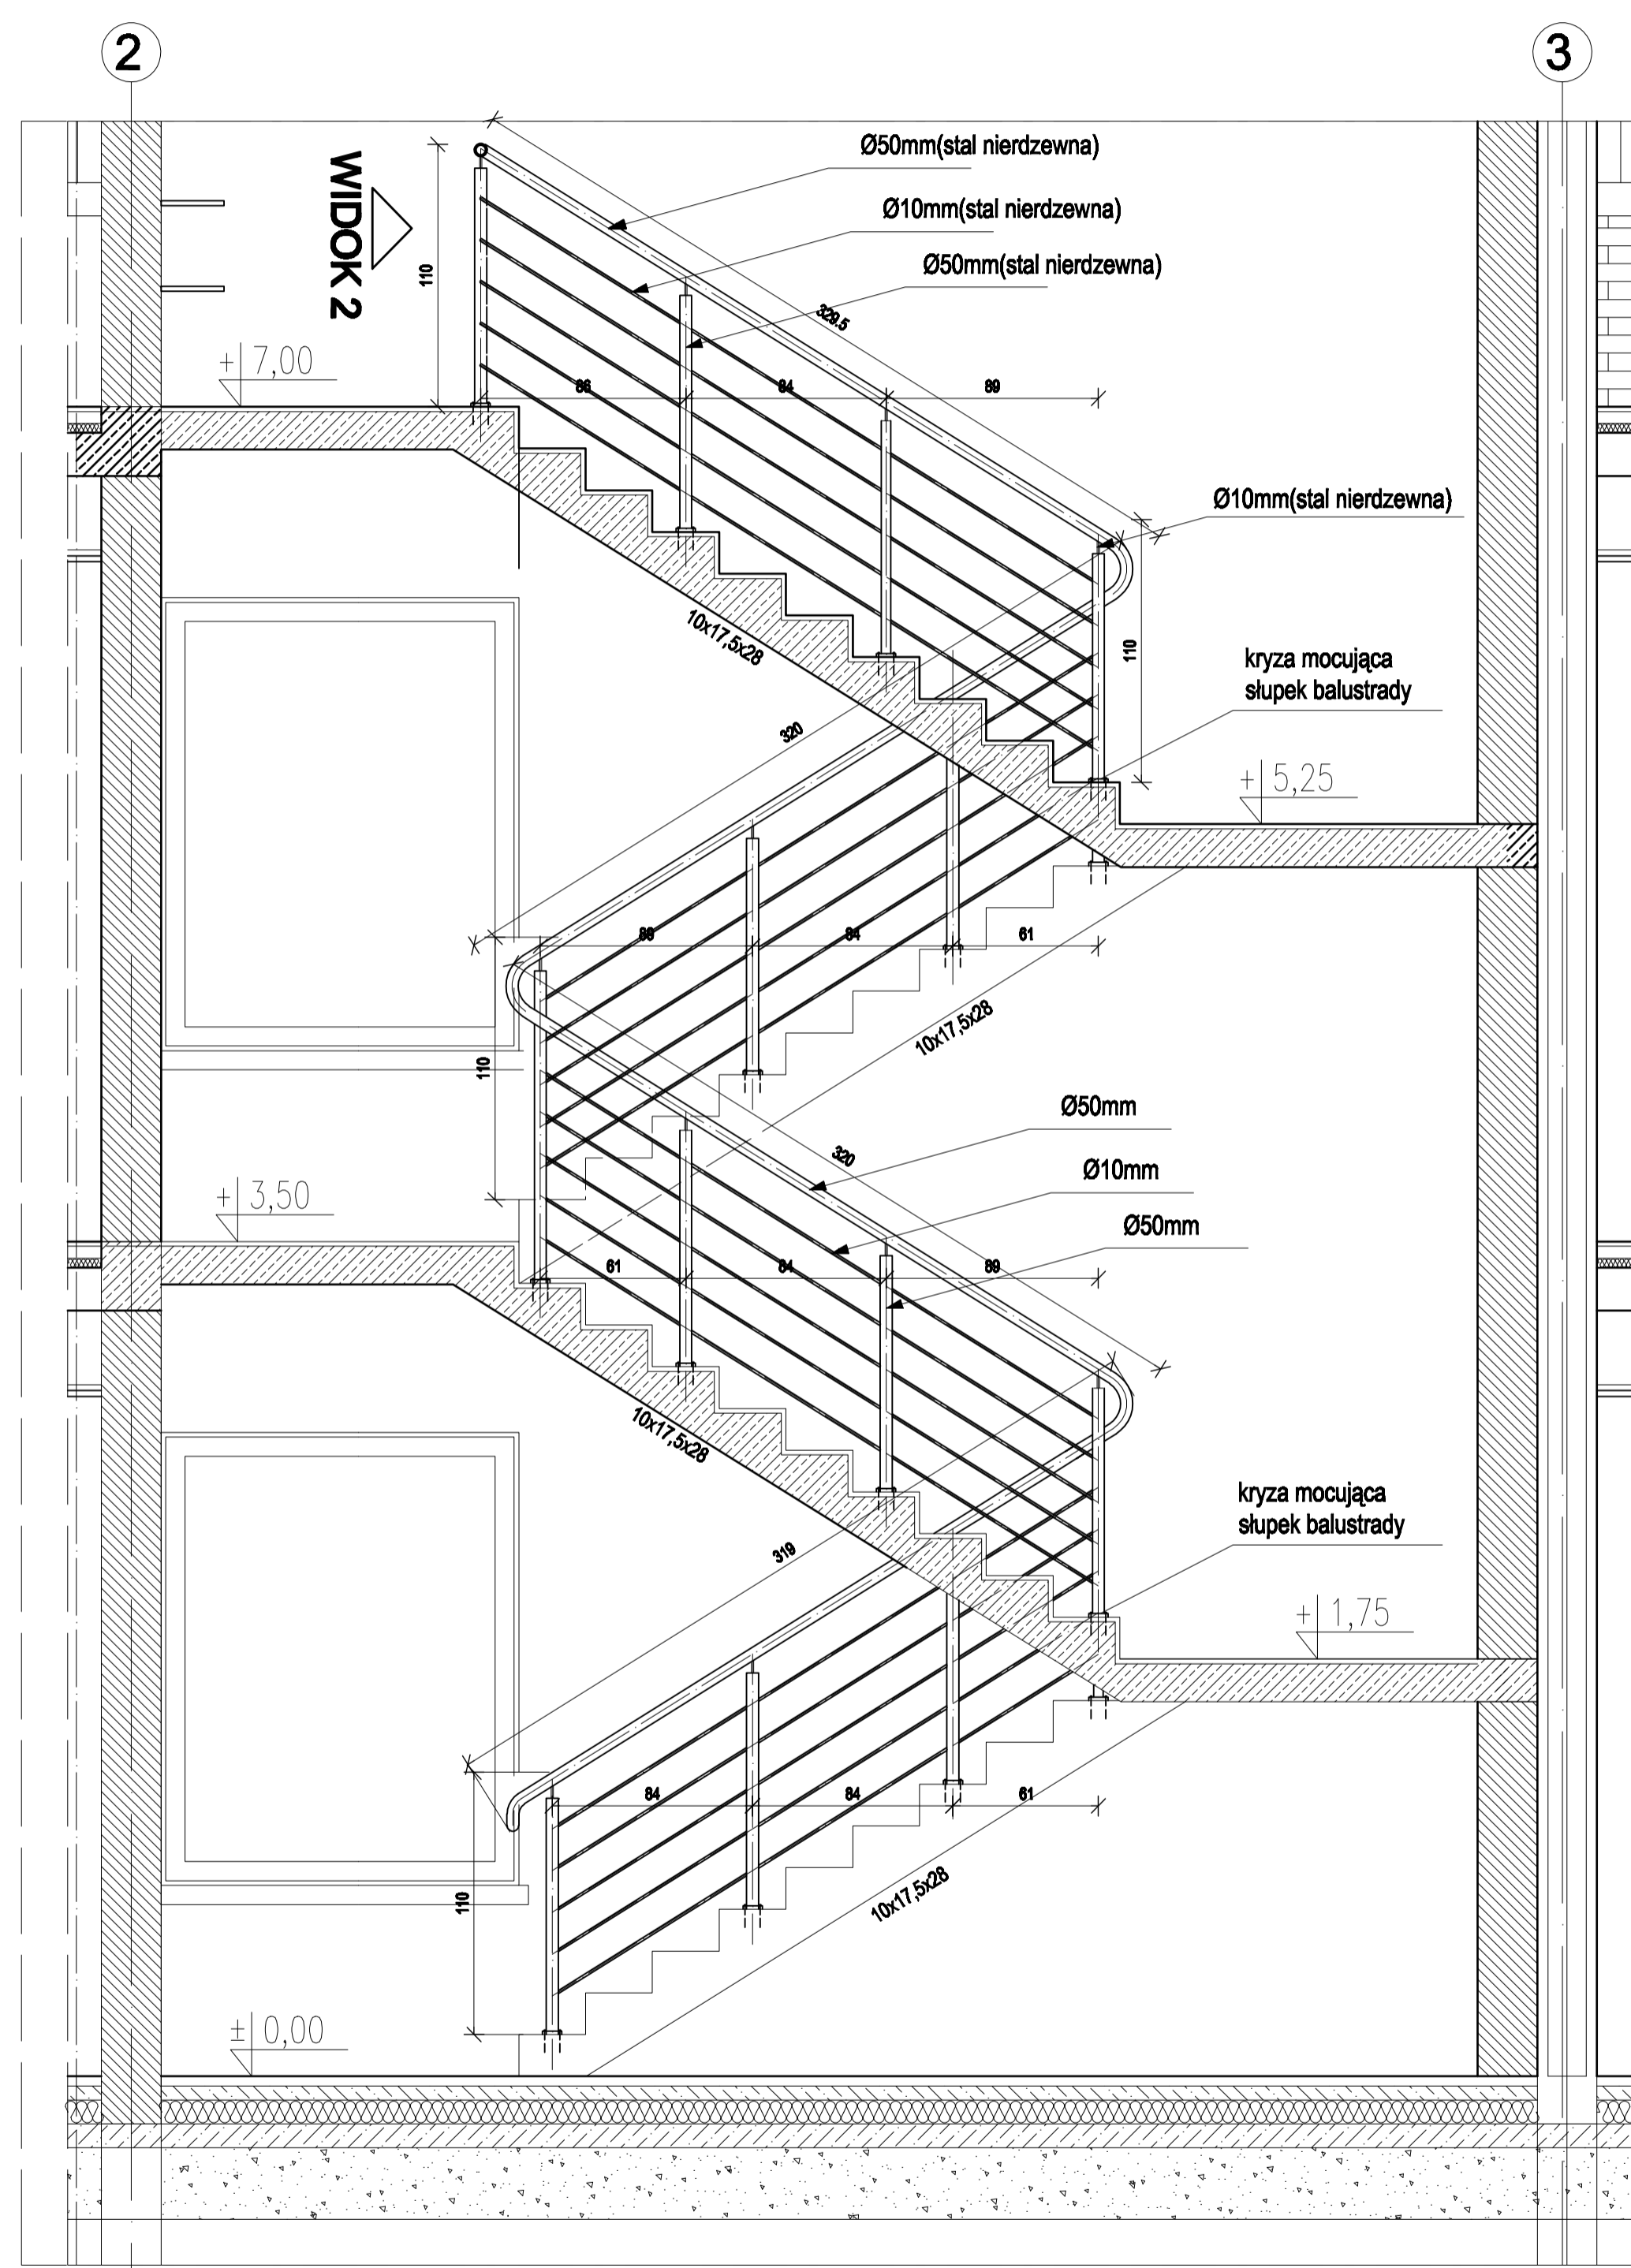 2
3
WIDOK 2
Ø50mm(stal nierdzewna)
Ø10mm(stal nierdzewna)
Ø50mm(stal nierdzewna)
110
329.5
+ 7,00
86
84
89
Ø10mm(stal nierdzewna)
10x17,5x28
110
kryza mocująca
słupek balustrady
320
+ 5,25
84
61
10x17,5x28
110
Ø50mm
320
Ø10mm
+ 3,50
Ø50mm
61
84
89
10x17,5x28
kryza mocująca
słupek balustrady
319
+ 1,75
84
84
61
10x17,5x28
110
± 0,00